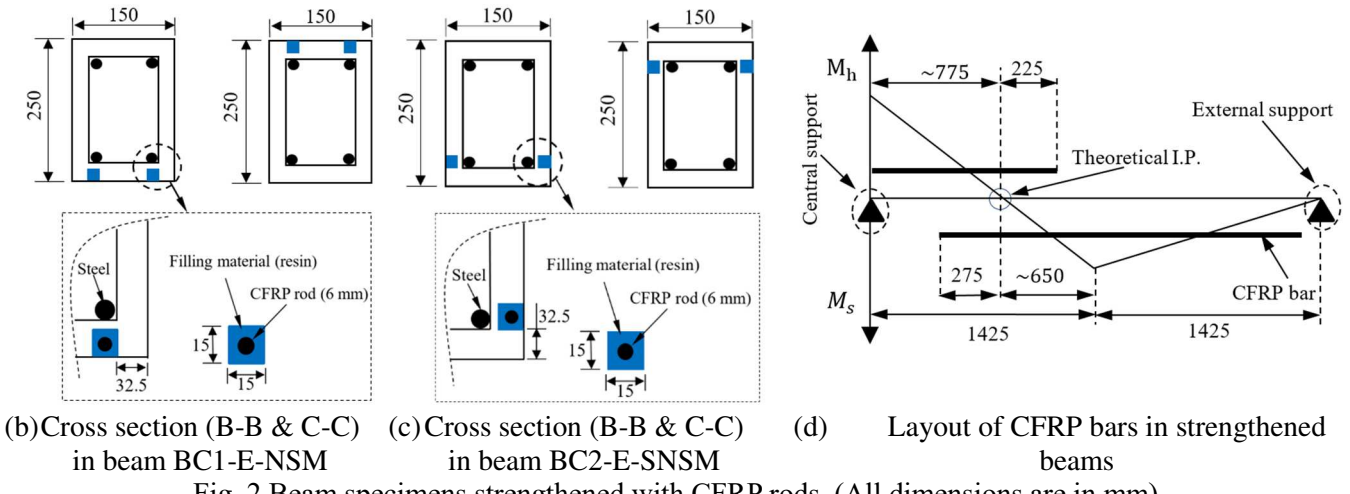 150
250
150
250
150
250
150
250
Steel
Filling material (resin)
CFRP rod (6 mm)
15
15
32.5
Steel
Filling material (resin)
CFRP rod (6 mm)
32.5
15
15
M_h
~775
225
Central support
External support
Theoretical I.P.
275
~650
CFRP bar
M_s
1425
1425
(b) Cross section (B-B & C-C)
in beam BC1-E-NSM
(c) Cross section (B-B & C-C)
in beam BC2-E-SNSM
(d) Layout of CFRP bars in strengthened
beams
Fig. 2 Beam specimens strengthened with CFRP rods. (All dimensions are in mm)